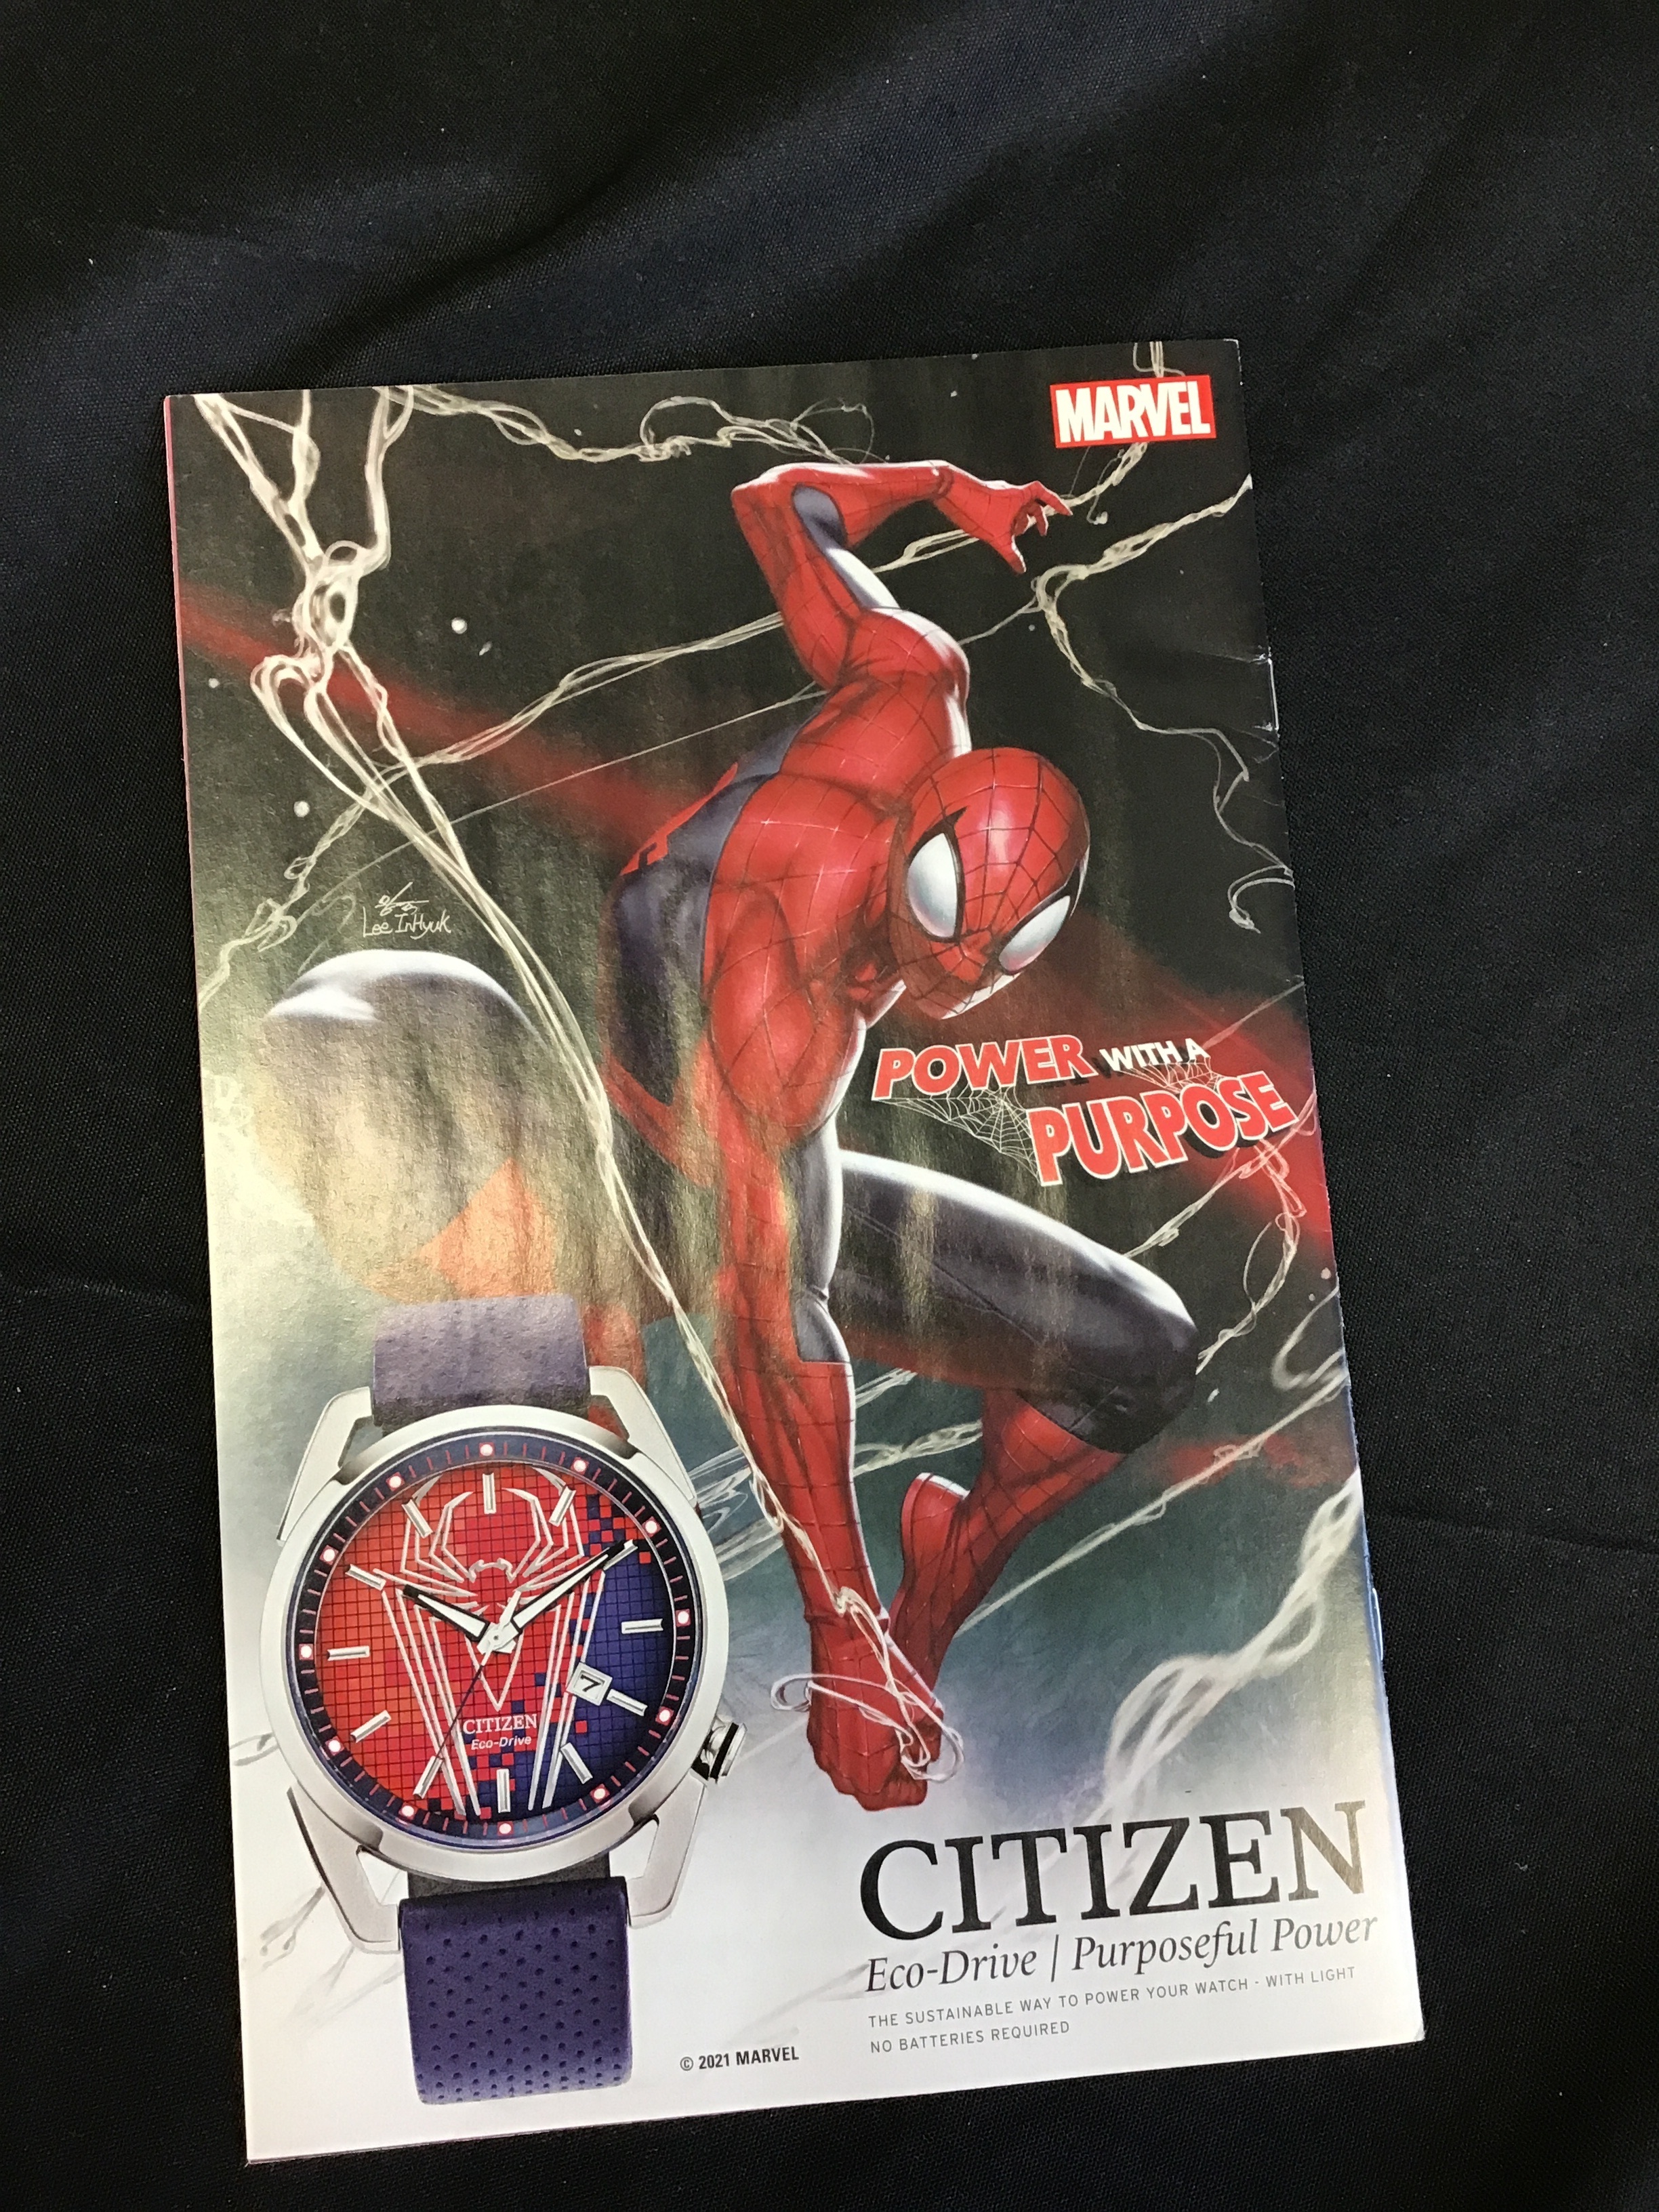 MARVEL
Lee InHyuk
POWER WITH A
PURPOSE
7
CITIZEN
Eco-Drive
CITIZEN
Eco-Drive | Purposeful Power
THE SUSTAINABLE WAY TO POWER YOUR WATCH - WITH LIGHT
NO BATTERIES REQUIRED
© 2021 MARVEL